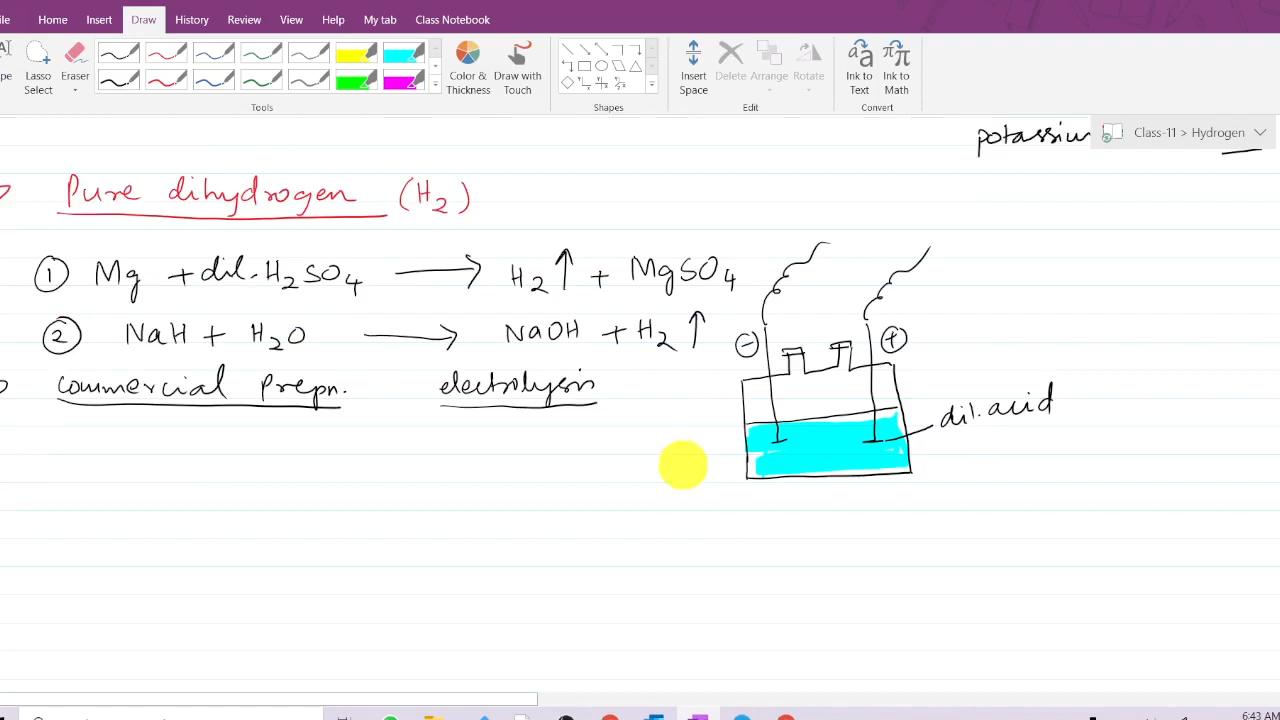 File Home Insert Draw History Review View Help My tab Class Notebook
Lasso Select
Eraser
Color & Thickness
Draw with Touch
Insert Space
Delete
Arrange
Rotate
Ink to Text
Ink to Math
Tools Shapes Edit Convert
potassium
Class-11 > Hydrogen
Pure dihydrogen (H2)
① Mg + dil. H2SO4 ⟶ H2↑ + MgSO4
② NaH + H2O ⟶ NaOH + H2↑
⊖ ⊕
commercial Prepn. electrolysis
dil. acid
6:43 AM